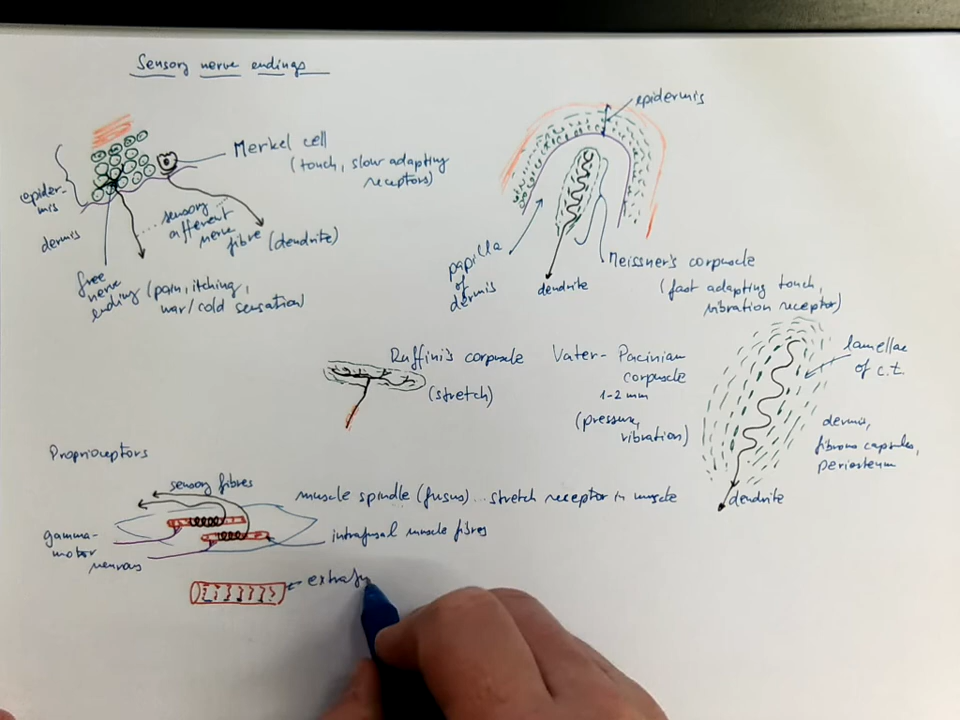 Sensory nerve endings
epidermis
Merkel cell
(touch, slow adapting
receptors)
epider-
mis
dermis
sensory
afferent
nerve
fibre (dendrite)
free
nerve
ending (pain, itching,
war/cold sensation)
papilla
of
dermis
dendrite
Meissner's corpuscle
(fast adapting touch,
vibration receptor)
Ruffini's corpuscle
(stretch)
Vater-Pacinian
corpuscle
1-2 mm
(pressure,
vibration)
lamellae
of c.t.
dermis,
fibrous capsules,
periosteum
dendrite
Proprioceptors
sensory fibres
muscle spindle (fusus)... stretch receptor in muscle
gamma-
motor
neurons
intrafusal muscle fibres
extrafu